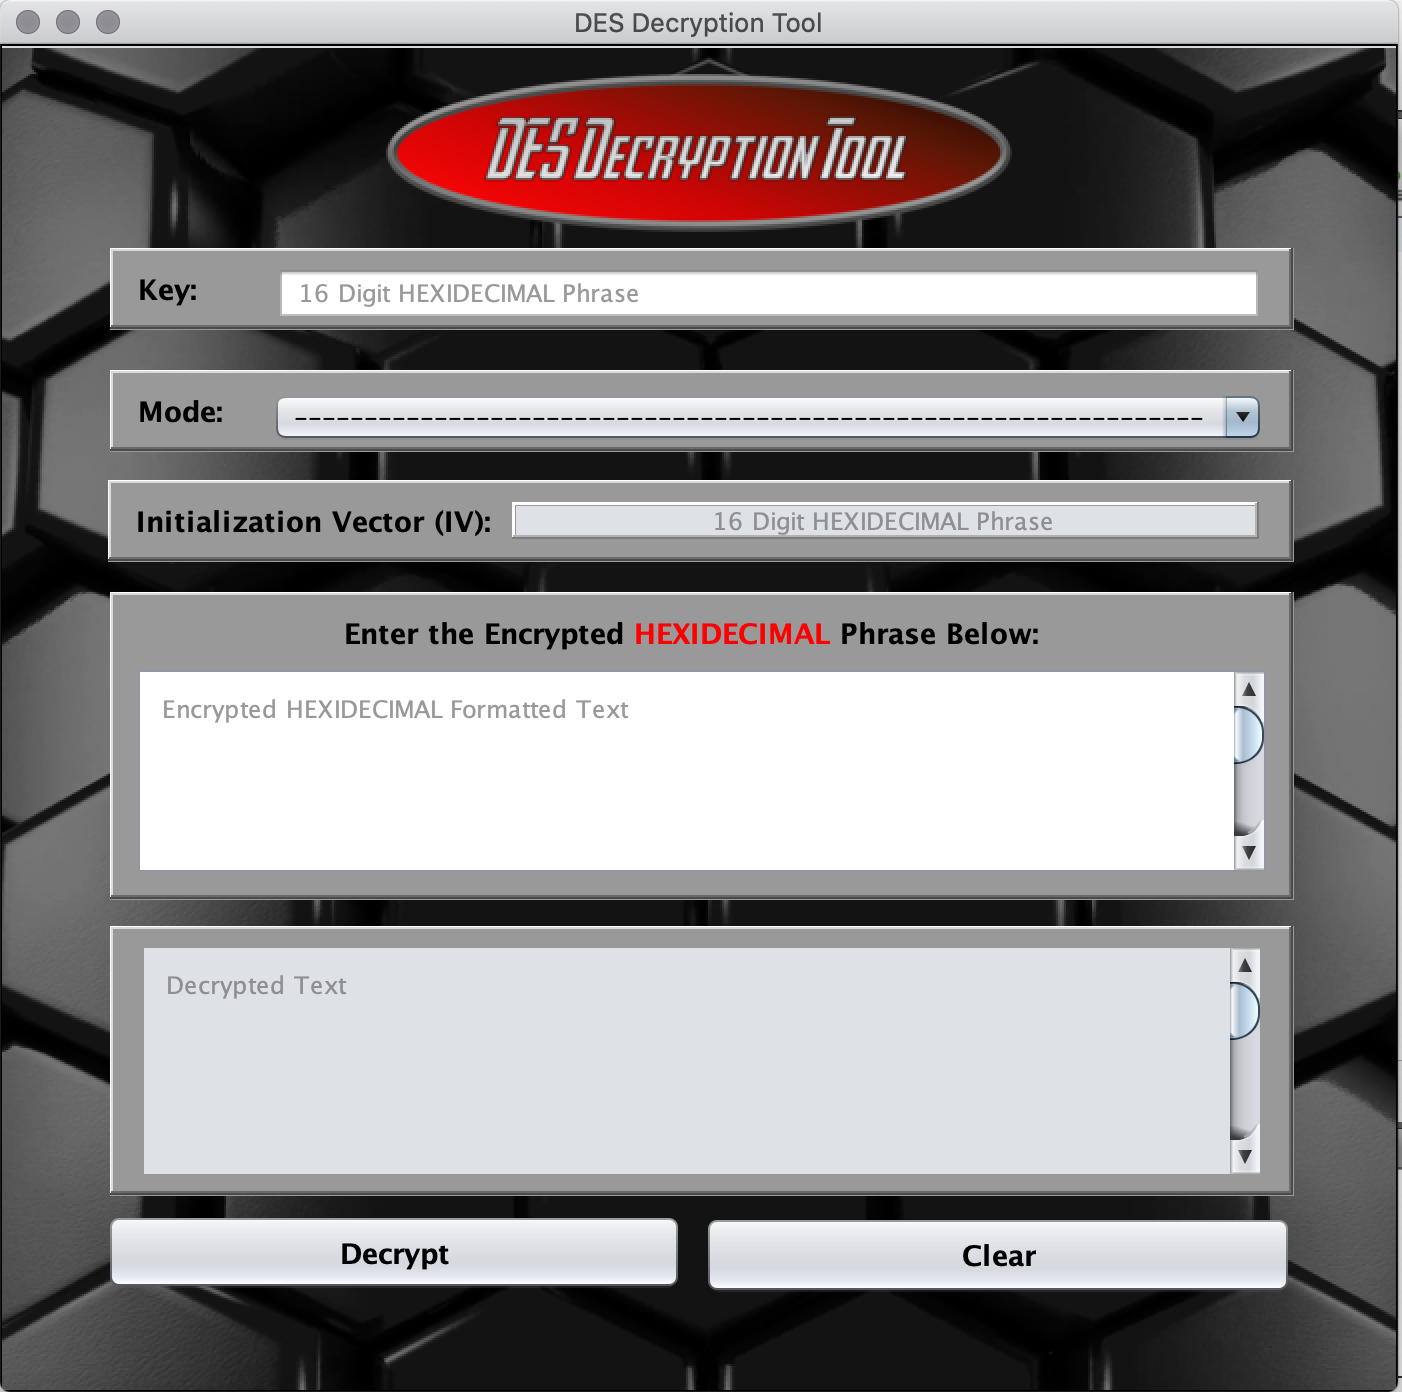 DES Decryption Tool
DES DECRYPTION TOOL
Key: 16 Digit HEXIDECIMAL Phrase
Mode: -----------------------------------------------------------------
Initialization Vector (IV): 16 Digit HEXIDECIMAL Phrase
Enter the Encrypted HEXIDECIMAL Phrase Below:
Encrypted HEXIDECIMAL Formatted Text
Decrypted Text
Decrypt Clear